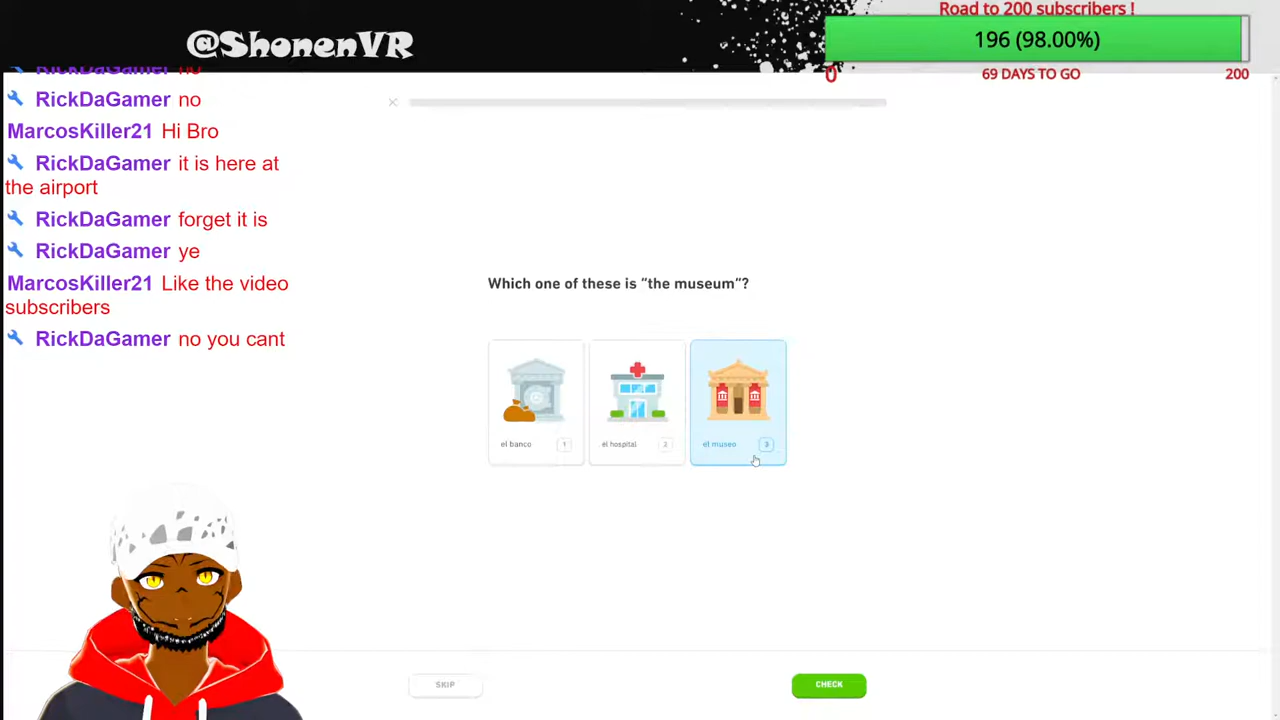 @ShonenVR
Road to 200 subscribers !
196 (98.00%)
0
69 DAYS TO GO
200
RickDaGamer no
RickDaGamer no
MarcosKiller21 Hi Bro
RickDaGamer it is here at
the airport
RickDaGamer forget it is
RickDaGamer ye
MarcosKiller21 Like the video
subscribers
RickDaGamer no you cant
Which one of these is “the museum”?
el banco 1
el hospital 2
el museo 3
SKIP
CHECK